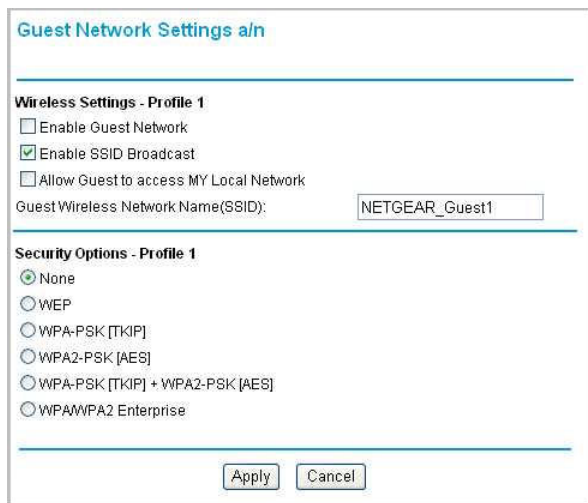 Guest Network Settings a/n
Wireless Settings - Profile 1
Enable Guest Network
Enable SSID Broadcast
Allow Guest to access MY Local Network
Guest Wireless Network Name(SSID): NETGEAR_Guest1
Security Options - Profile 1
None
WEP
WPA-PSK [TKIP]
WPA2-PSK [AES]
WPA-PSK [TKIP] + WPA2-PSK [AES]
WPA/WPA2 Enterprise
Apply Cancel